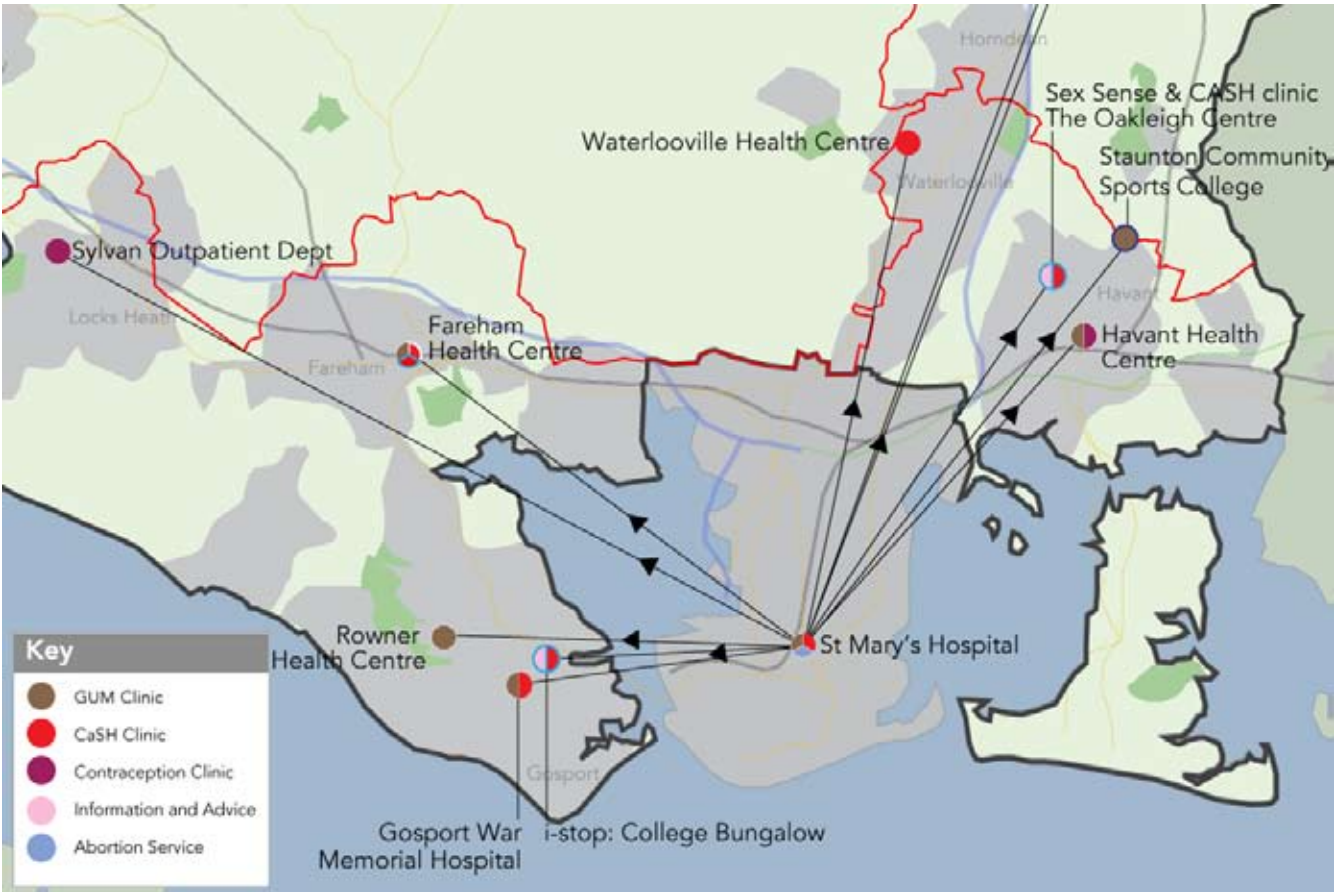 Horndean
Sex Sense & CASH clinic
The Oakleigh Centre
Waterlooville Health Centre
Staunton Community
Sports College
Waterlooville
Sylvan Outpatient Dept
Havant
Locks Heath
Fareham
Health Centre
Fareham
Havant Health
Centre
Rowner
Health Centre
St Mary's Hospital
Key
GUM Clinic
CaSH Clinic
Contraception Clinic
Information and Advice
Abortion Service
Gosport
Gosport War
Memorial Hospital
i-stop: College Bungalow